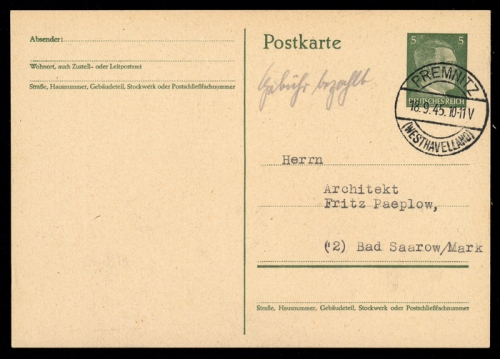 Absender:
Wohnort, auch Zustell- oder Leitpostamt
Straße, Hausnummer, Gebäudeteil, Stockwerk oder Postschließfachnummer
Postkarte
5 5
DEUTSCHES REICH
PREMNITZ
18.9.45. 10-11 V
(WESTHAVELLAND)
Gebühr bezahlt
Herrn
Architekt
Fritz Paeplow,
(2) Bad Saarow/Mark
Straße, Hausnummer, Gebäudeteil, Stockwerk oder Postschließfachnummer